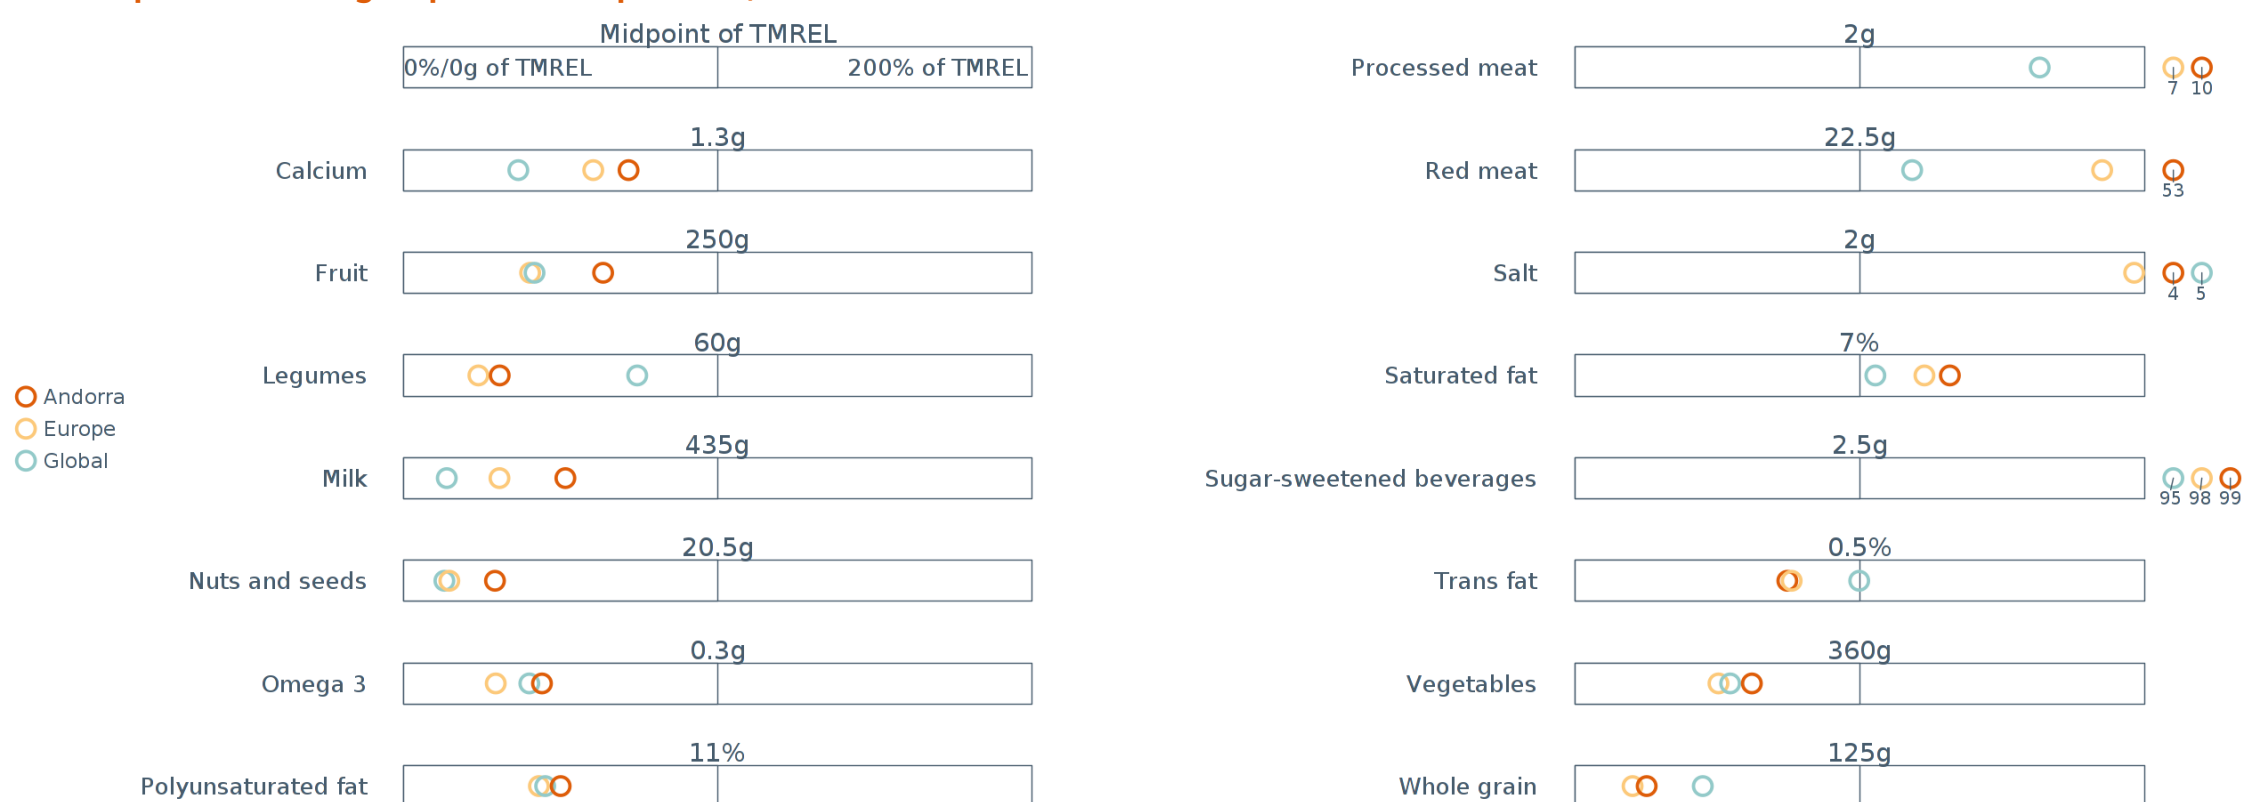 Midpoint of TMREL
0%/0g of TMREL 200% of TMREL
1.3g
Calcium
250g
Fruit
60g
Legumes
435g
Milk
20.5g
Nuts and seeds
0.3g
Omega 3
11%
Polyunsaturated fat
Andorra
Europe
Global
2g
Processed meat
7 10
22.5g
Red meat
53
2g
Salt
4 5
7%
Saturated fat
2.5g
Sugar-sweetened beverages
95 98 99
0.5%
Trans fat
360g
Vegetables
125g
Whole grain